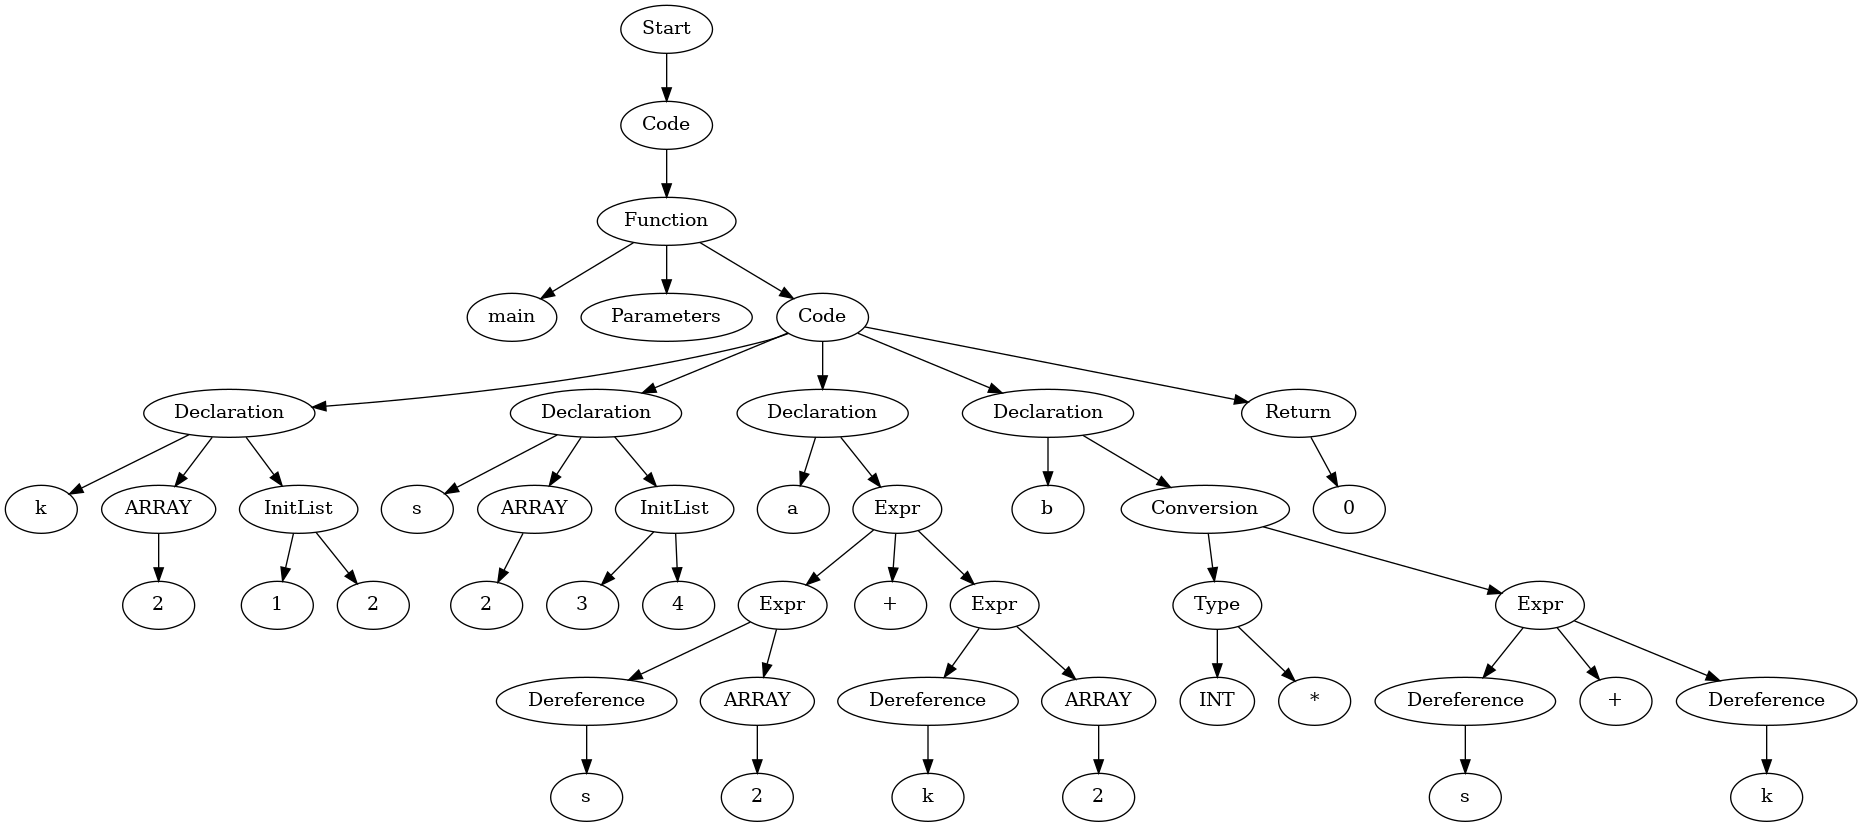 Start
Code
Function
main Parameters Code
Declaration Declaration Declaration Declaration Return
k ARRAY InitList s ARRAY InitList a Expr b Conversion 0
2 1 2 2 3 4 Expr + Expr Type Expr
Dereference ARRAY Dereference ARRAY INT * Dereference + Dereference
s 2 k 2 s k